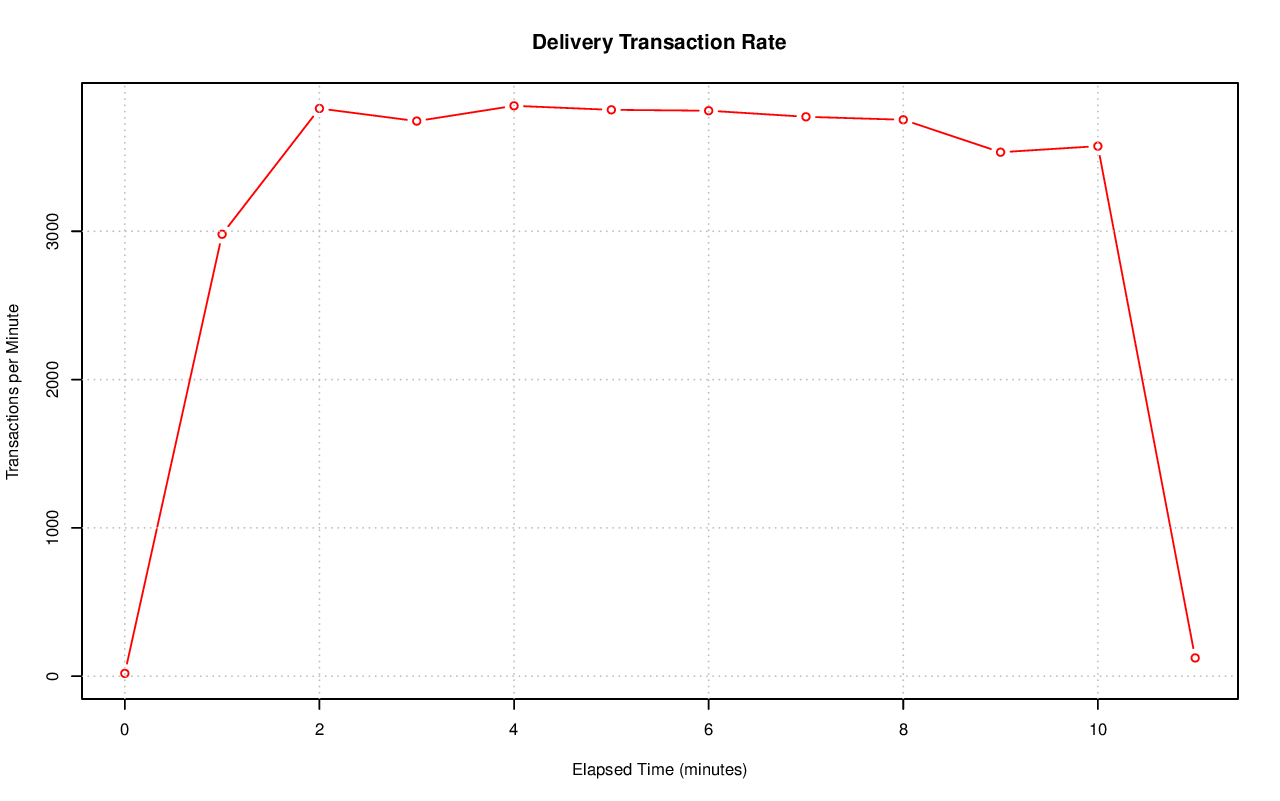 Delivery Transaction Rate
Transactions per Minute
3000
2000
1000
0
0 2 4 6 8 10
Elapsed Time (minutes)